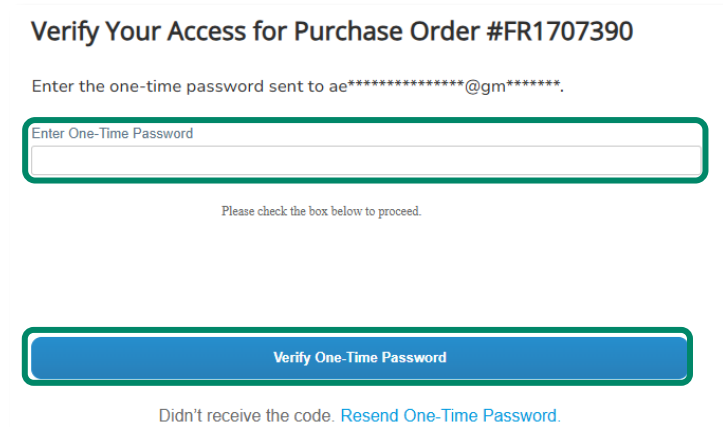 Verify Your Access for Purchase Order #FR1707390
Enter the one-time password sent to ae***************@gm*******.
Enter One-Time Password
Please check the box below to proceed.
Verify One-Time Password
Didn't receive the code. Resend One-Time Password.